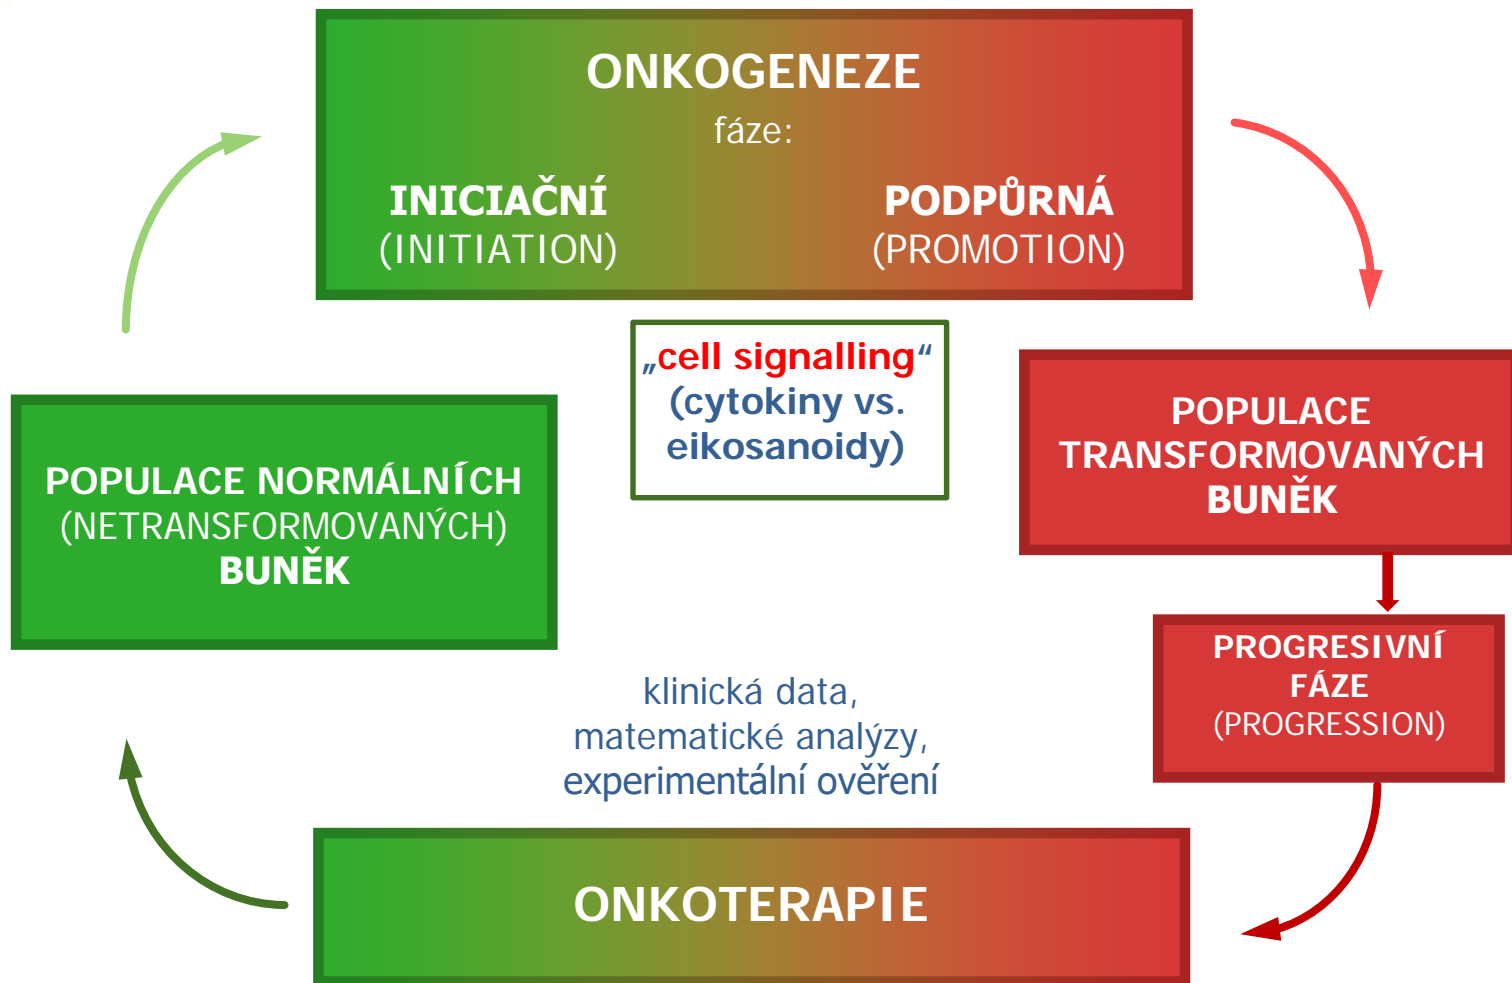 ONKOGENEZE
fáze:
INICIAČNÍ
(INITIATION)
PODPŮRNÁ
(PROMOTION)
„cell signalling“
(cytokiny vs.
eikosanoidy)
POPULACE NORMÁLNÍCH
(NETRANSFORMOVANÝCH)
BUNĚK
POPULACE
TRANSFORMOVANÝCH
BUNĚK
PROGRESIVNÍ
FÁZE
(PROGRESSION)
klinická data,
matematické analýzy,
experimentální ověření
ONKOTERAPIE